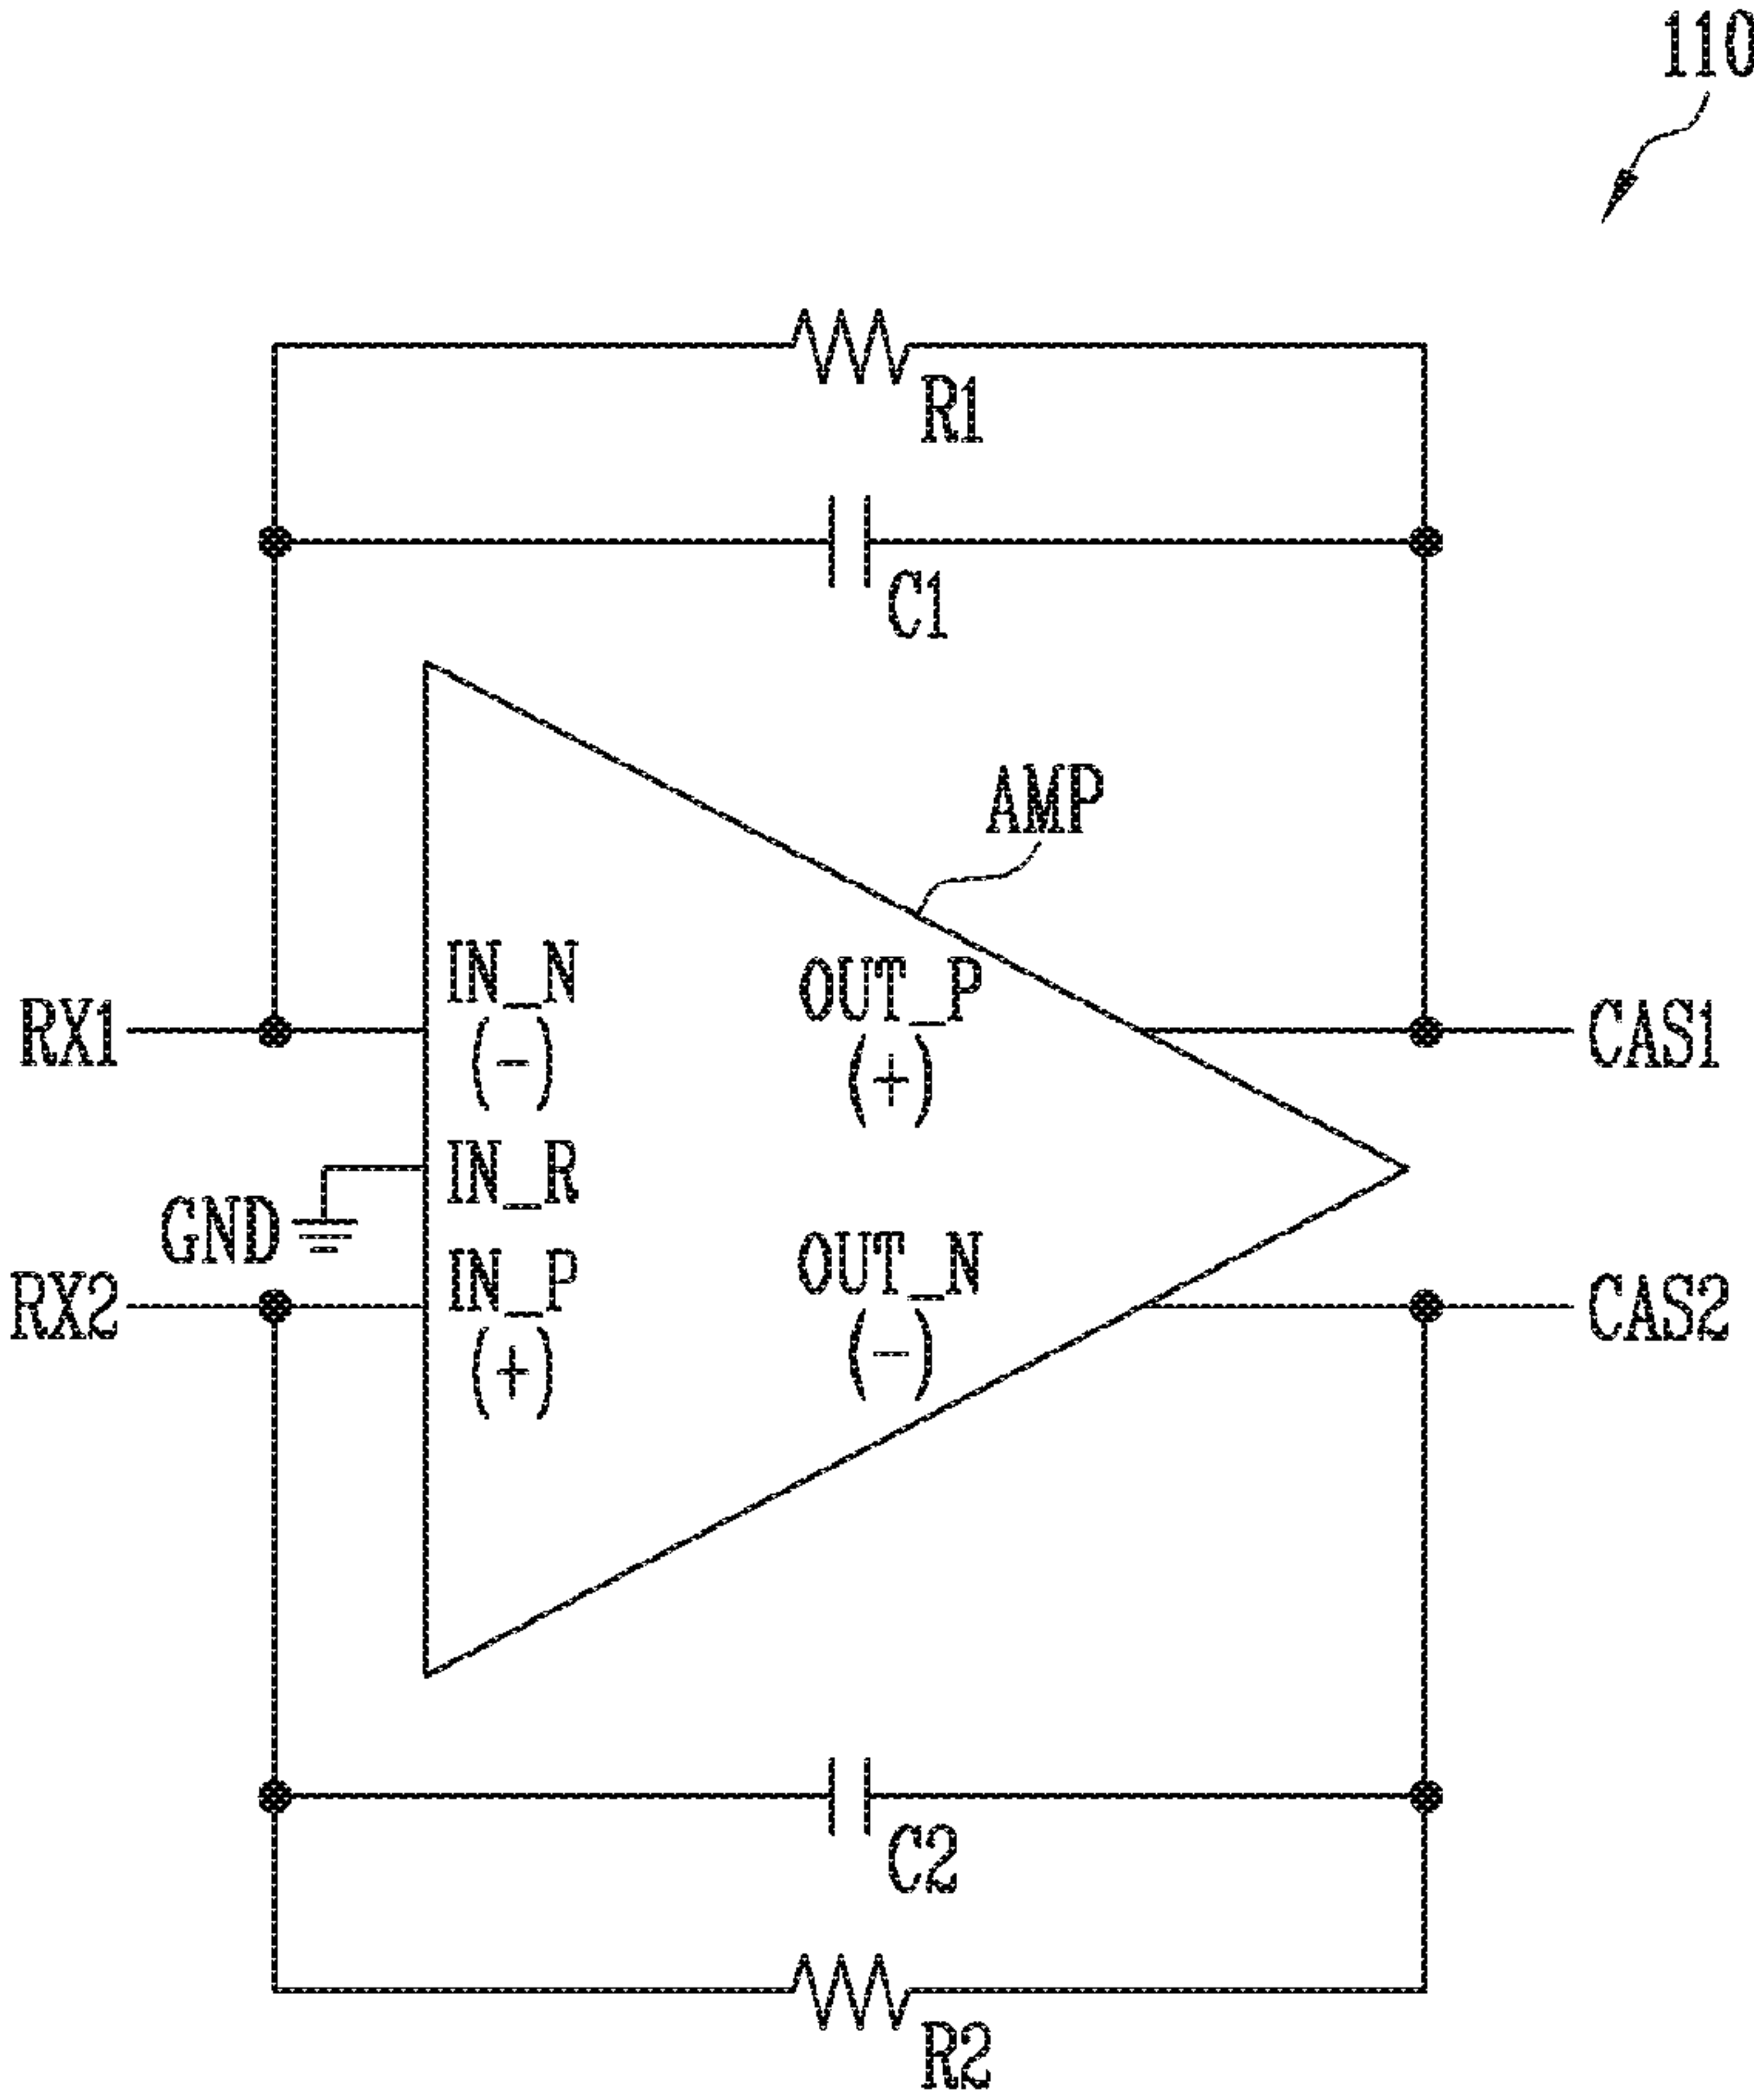 110
R1
C1
AMP
IN_N
(-)
OUT_P
(+)
RX1
CAS1
IN_R
GND
RX2
IN_P
(+)
OUT_N
(-)
CAS2
C2
R2